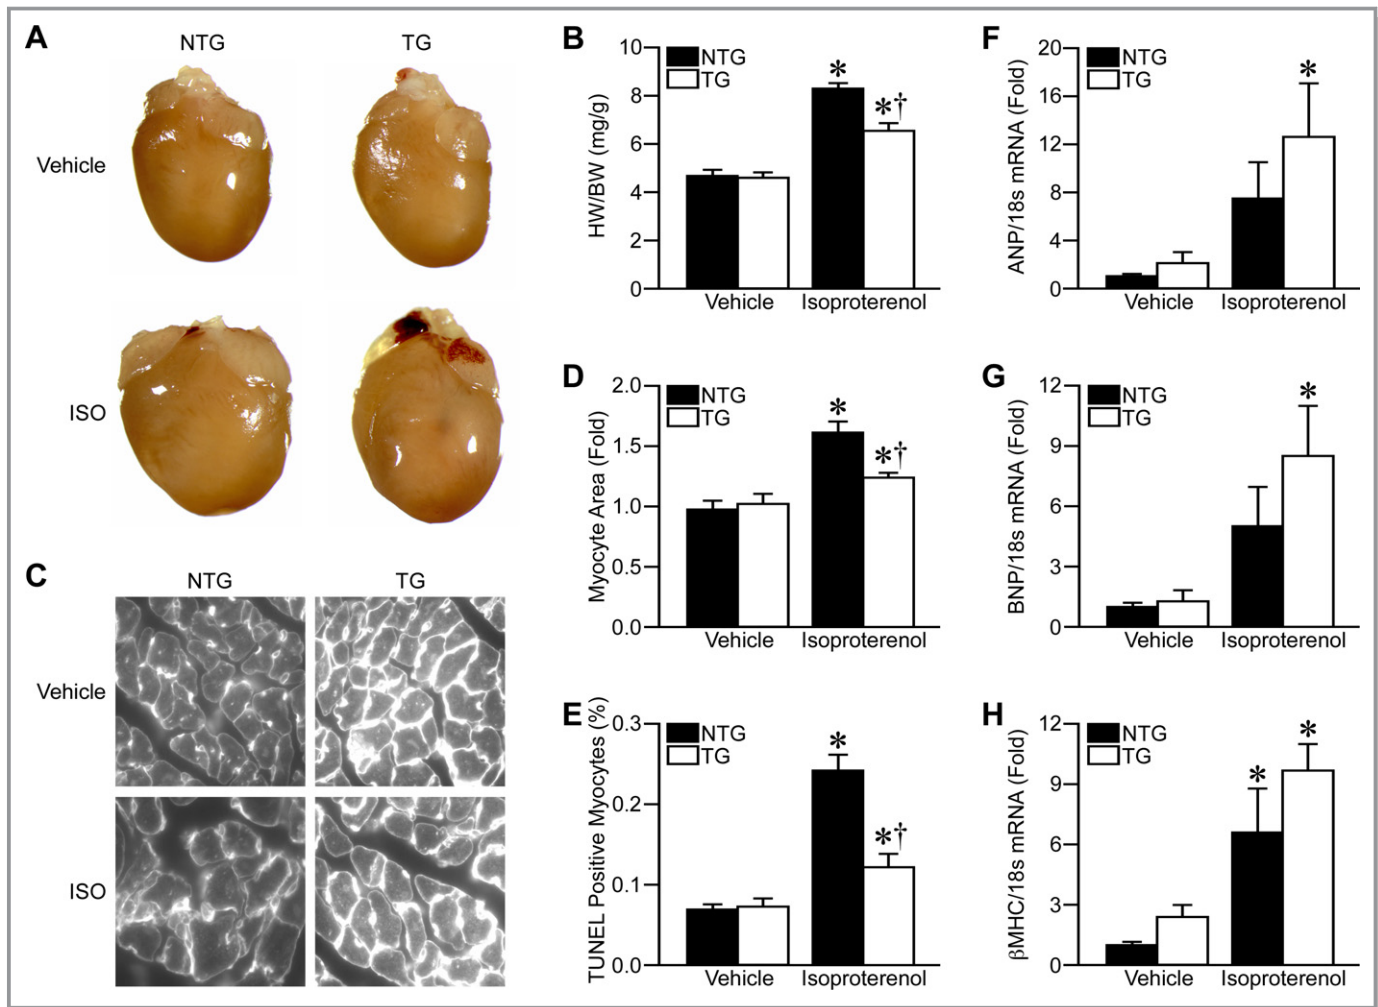 A
NTG TG
Vehicle
ISO
C
NTG TG
Vehicle
ISO
B
HW/BW (mg/g)
10
8
6
4
2
0
NTG
TG
*
*†
Vehicle Isoproterenol
D
Myocyte Area (Fold)
2.0
1.5
1.0
0.5
0.0
NTG
TG
*
*†
Vehicle Isoproterenol
E
TUNEL Positive Myocytes (%)
0.3
0.2
0.1
0.0
NTG
TG
*
*†
Vehicle Isoproterenol
F
ANP/18s mRNA (Fold)
20
16
12
8
4
0
NTG
TG
*
Vehicle Isoproterenol
G
BNP/18s mRNA (Fold)
12
9
6
3
0
NTG
TG
*
Vehicle Isoproterenol
H
βMHC/18s mRNA (Fold)
12
9
6
3
0
NTG
TG
*
*
Vehicle Isoproterenol